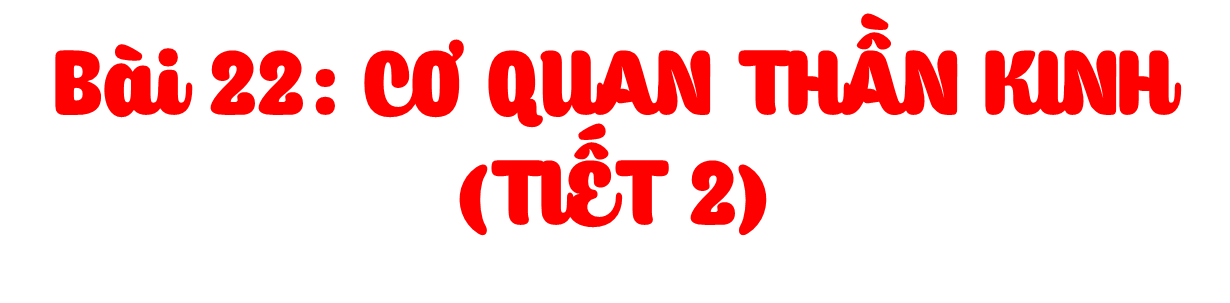 Bài 22: CƠ QUAN THẦN KINH
(TIẾT 2)